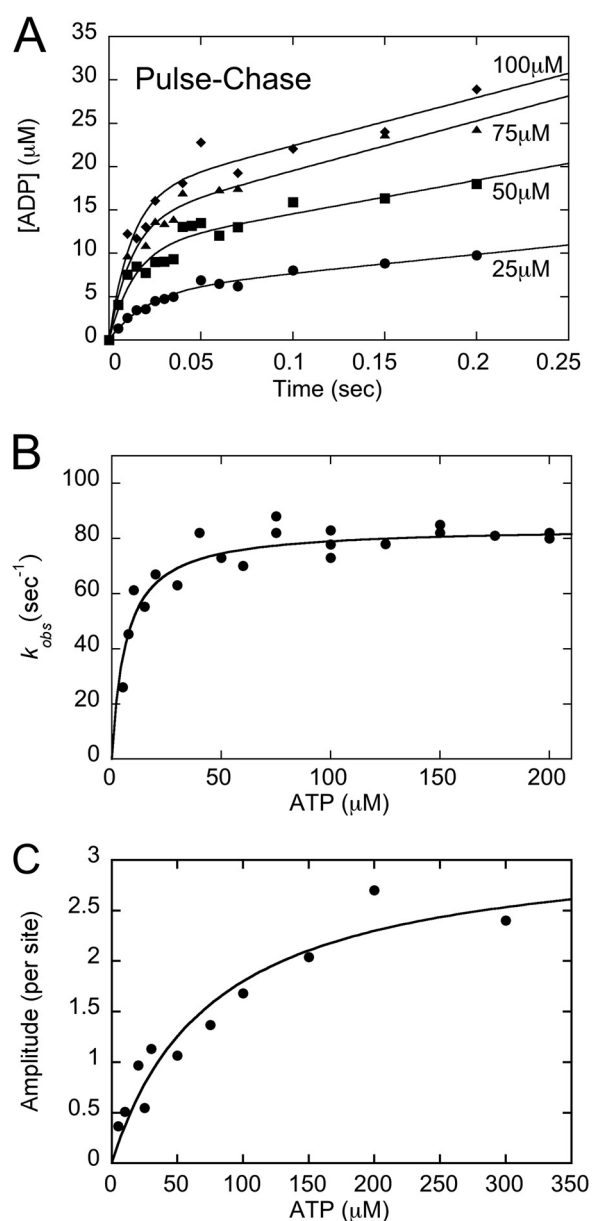 A
Pulse-Chase
[ADP] (μM)
35
30
25
20
15
10
5
0
100μM
75μM
50μM
25μM
0
0.05
0.1
0.15
0.2
0.25
Time (sec)
B
k_obs (sec⁻¹)
100
80
60
40
20
0
0
50
100
150
200
ATP (μM)
C
Amplitude (per site)
3
2.5
2
1.5
1
0.5
0
0
50
100
150
200
250
300
350
ATP (μM)